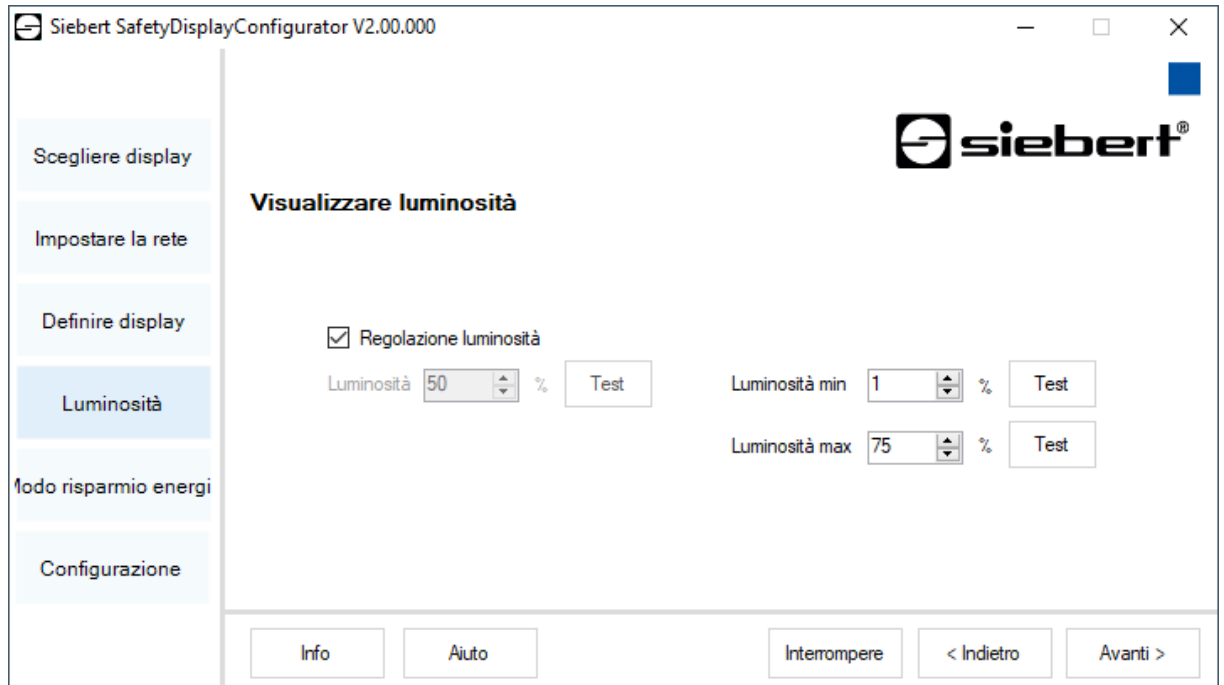 Siebert SafetyDisplayConfigurator V2.00.000
siebert®
Scegliere display
Impostare la rete
Definire display
Luminosità
Modo risparmio energi
Configurazione
Visualizzare luminosità
Regolazione luminosità
Luminosità 50 % Test
Luminosità min 1 % Test
Luminosità max 75 % Test
Info Aiuto Interrompere < Indietro Avanti >